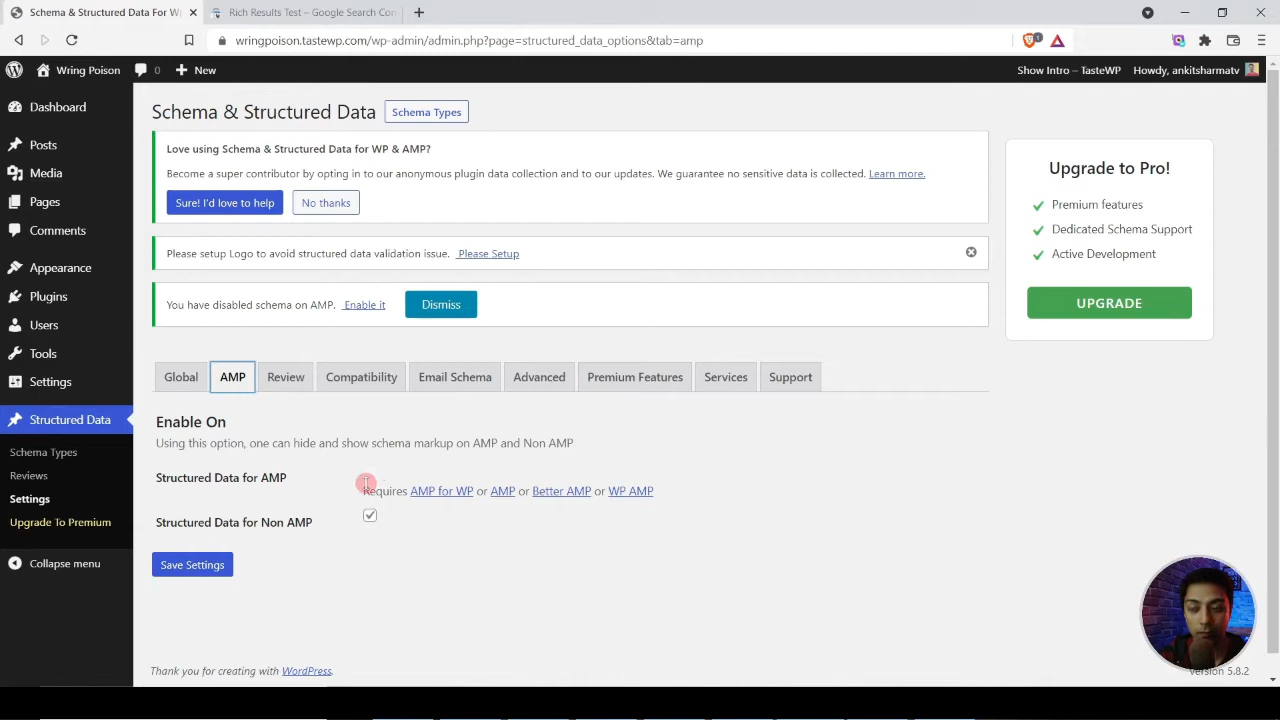 Schema & Structured Data For Wi
Rich Results Test – Google Search Con
wringpoison.tastewp.com/wp-admin/admin.php?page=structured_data_options&tab=amp
1
Wring Poison
0
New
Show Intro – TasteWP
Howdy, ankitsharmatv
Dashboard
Posts
Media
Pages
Comments
Appearance
Plugins
Users
Tools
Settings
Structured Data
Schema Types
Reviews
Settings
Upgrade To Premium
Collapse menu
Schema & Structured Data
Schema Types
Love using Schema & Structured Data for WP & AMP?
Become a super contributor by opting in to our anonymous plugin data collection and to our updates. We guarantee no sensitive data is collected. Learn more.
Sure! I'd love to help
No thanks
Please setup Logo to avoid structured data validation issue. Please Setup
You have disabled schema on AMP. Enable it
Dismiss
Upgrade to Pro!
Premium features
Dedicated Schema Support
Active Development
UPGRADE
Global
AMP
Review
Compatibility
Email Schema
Advanced
Premium Features
Services
Support
Enable On
Using this option, one can hide and show schema markup on AMP and Non AMP
Structured Data for AMP
Requires AMP for WP or AMP or Better AMP or WP AMP
Structured Data for Non AMP
Save Settings
Thank you for creating with WordPress.
Version 5.8.2